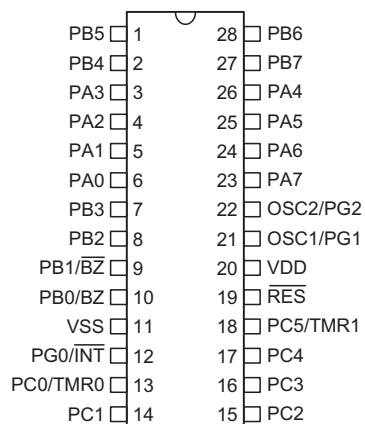 PB5 1 28 PB6
PB4 2 27 PB7
PA3 3 26 PA4
PA2 4 25 PA5
PA1 5 24 PA6
PA0 6 23 PA7
PB3 7 22 OSC2/PG2
PB2 8 21 OSC1/PG1
PB1/B̅Z̅ 9 20 VDD
PB0/BZ 10 19 R̅E̅S̅
VSS 11 18 PC5/TMR1
PG0/I̅N̅T̅ 12 17 PC4
PC0/TMR0 13 16 PC3
PC1 14 15 PC2